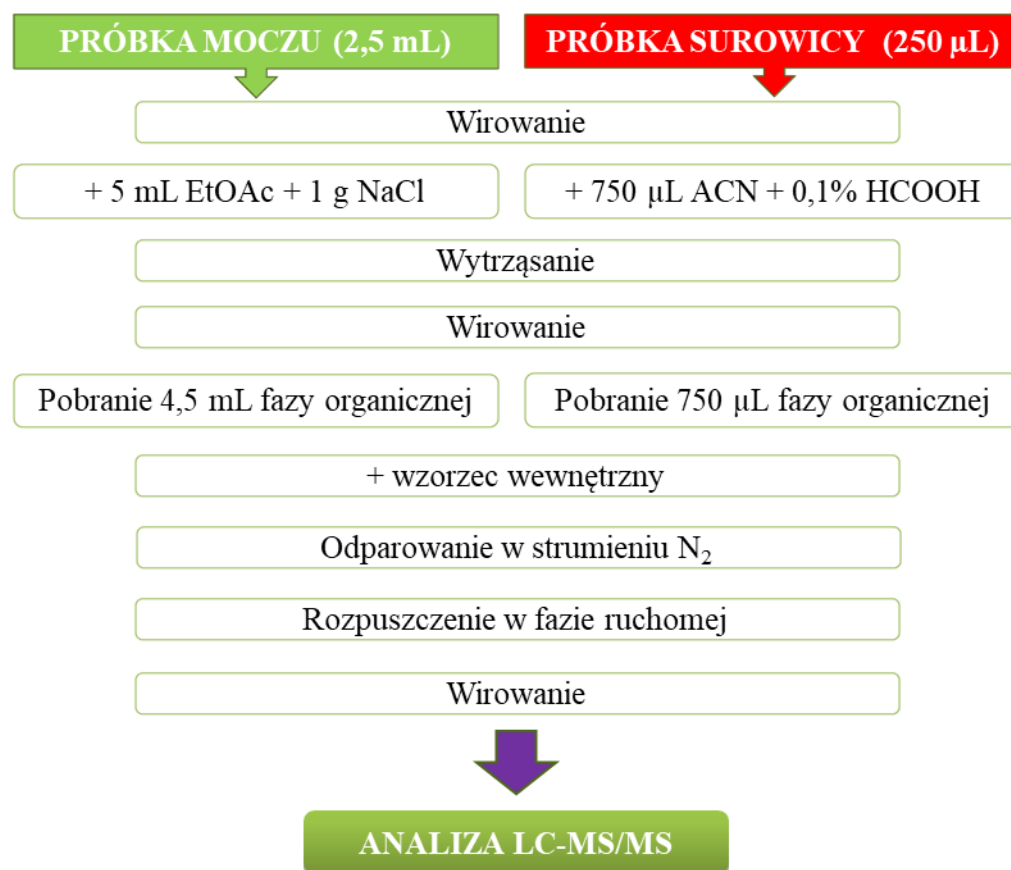 PRÓBKA MOCZU (2,5 mL)
PRÓBKA SUROWICY (250 µL)
Wirowanie
+ 5 mL EtOAc + 1 g NaCl
+ 750 µL ACN + 0,1% HCOOH
Wytrząsanie
Wirowanie
Pobranie 4,5 mL fazy organicznej
Pobranie 750 µL fazy organicznej
+ wzorzec wewnętrzny
Odparowanie w strumieniu N₂
Rozpuszczenie w fazie ruchomej
Wirowanie
ANALIZA LC-MS/MS